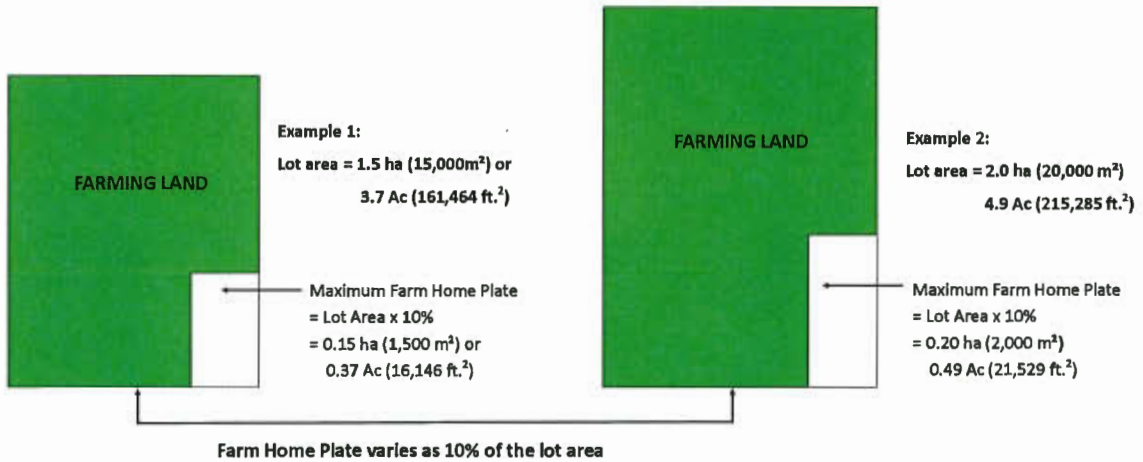 FARMING LAND
Example 1:
Lot area = 1.5 ha (15,000m²) or
3.7 Ac (161,464 ft.²)
Maximum Farm Home Plate
= Lot Area x 10%
= 0.15 ha (1,500 m²) or
0.37 Ac (16,146 ft.²)
FARMING LAND
Example 2:
Lot area = 2.0 ha (20,000 m²)
4.9 Ac (215,285 ft.²)
Maximum Farm Home Plate
= Lot Area x 10%
= 0.20 ha (2,000 m²)
0.49 Ac (21,529 ft.²)
Farm Home Plate varies as 10% of the lot area